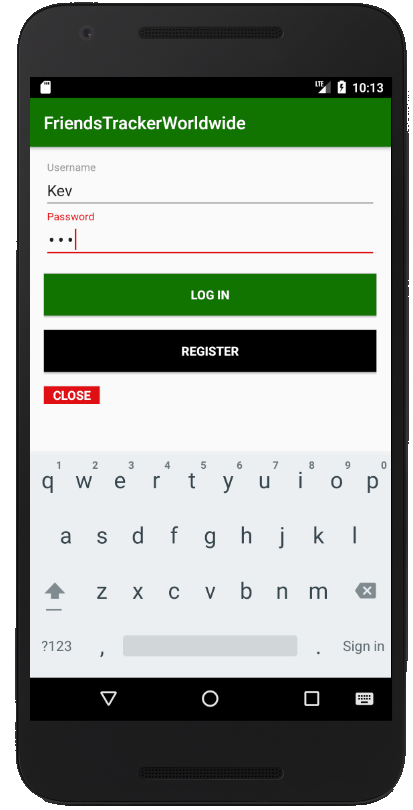 LTE 10:13
FriendsTrackerWorldwide
Username
Kev
Password
•••
LOG IN
REGISTER
CLOSE
1 2 3 4 5 6 7 8 9 0
q w e r t y u i o p
a s d f g h j k l
z x c v b n m
?123 , . Sign in